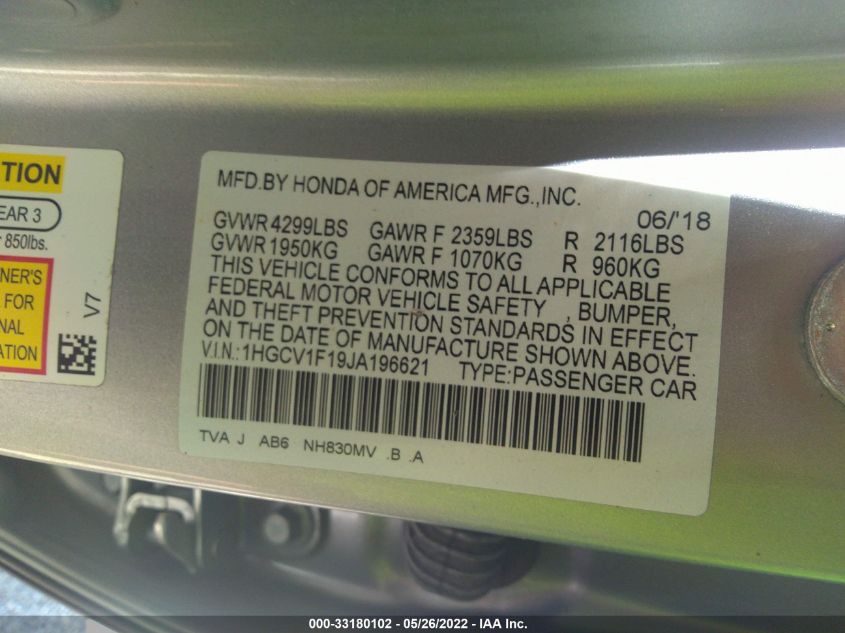 TION
EAR 3
850lbs.
NER'S
FOR
NAL
ATION
V7
MFD.BY HONDA OF AMERICA MFG.,INC.
06/'18
GVWR 4299LBS GAWR F 2359LBS R 2116LBS
GVWR 1950KG GAWR F 1070KG R 960KG
THIS VEHICLE CONFORMS TO ALL APPLICABLE
FEDERAL MOTOR VEHICLE SAFETY , BUMPER,
AND THEFT PREVENTION STANDARDS IN EFFECT
ON THE DATE OF MANUFACTURE SHOWN ABOVE.
V.I.N.:1HGCV1F19JA196621 TYPE:PASSENGER CAR
TVA J AB6 NH830MV .B .A
000-33180102 - 05/26/2022 - IAA Inc.